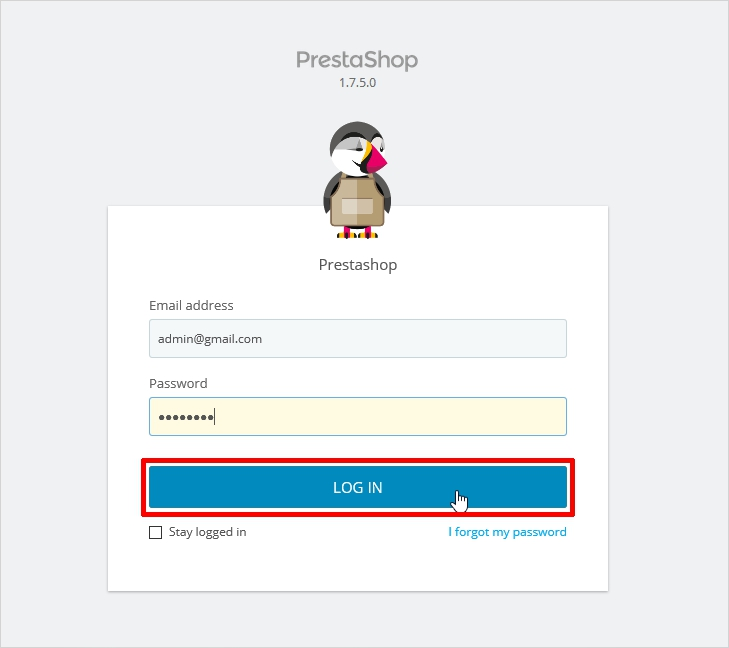 PrestaShop
1.7.5.0
Prestashop
Email address
admin@gmail.com
Password
••••••••
LOG IN
Stay logged in
I forgot my password